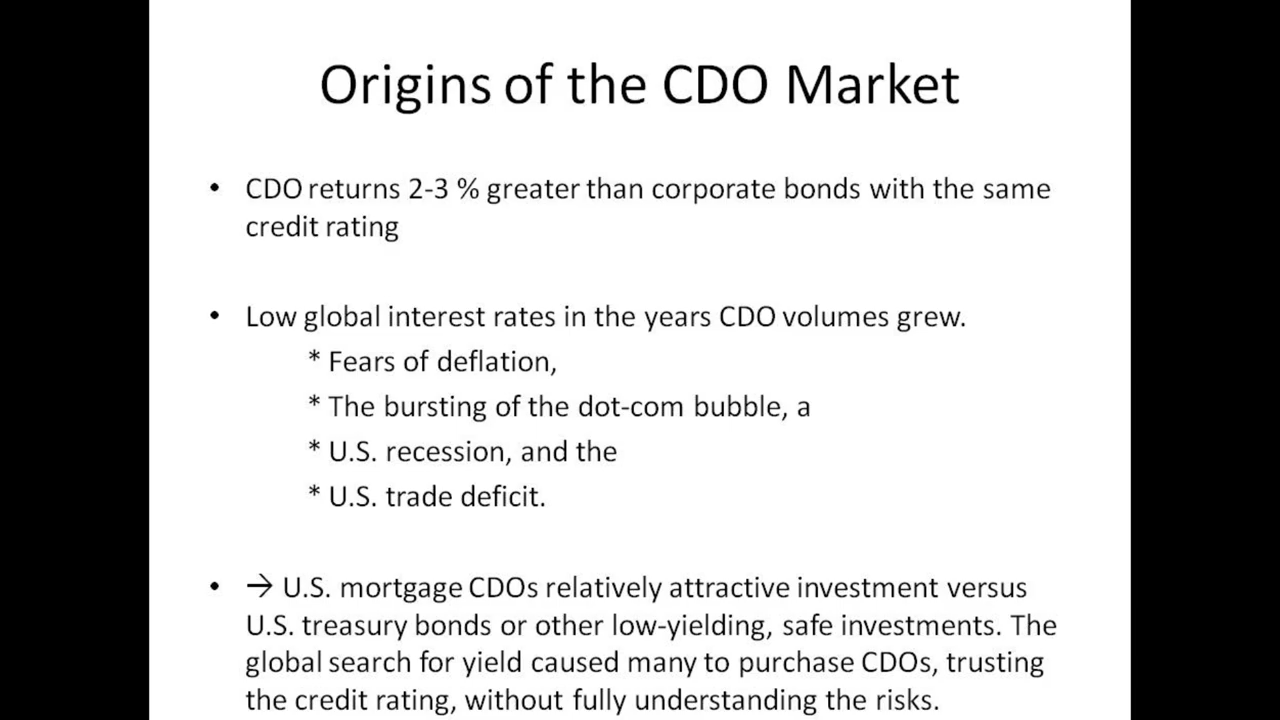 Origins of the CDO Market
• CDO returns 2-3 % greater than corporate bonds with the same
credit rating
• Low global interest rates in the years CDO volumes grew.
* Fears of deflation,
* The bursting of the dot-com bubble, a
* U.S. recession, and the
* U.S. trade deficit.
• → U.S. mortgage CDOs relatively attractive investment versus
U.S. treasury bonds or other low-yielding, safe investments. The
global search for yield caused many to purchase CDOs, trusting
the credit rating, without fully understanding the risks.